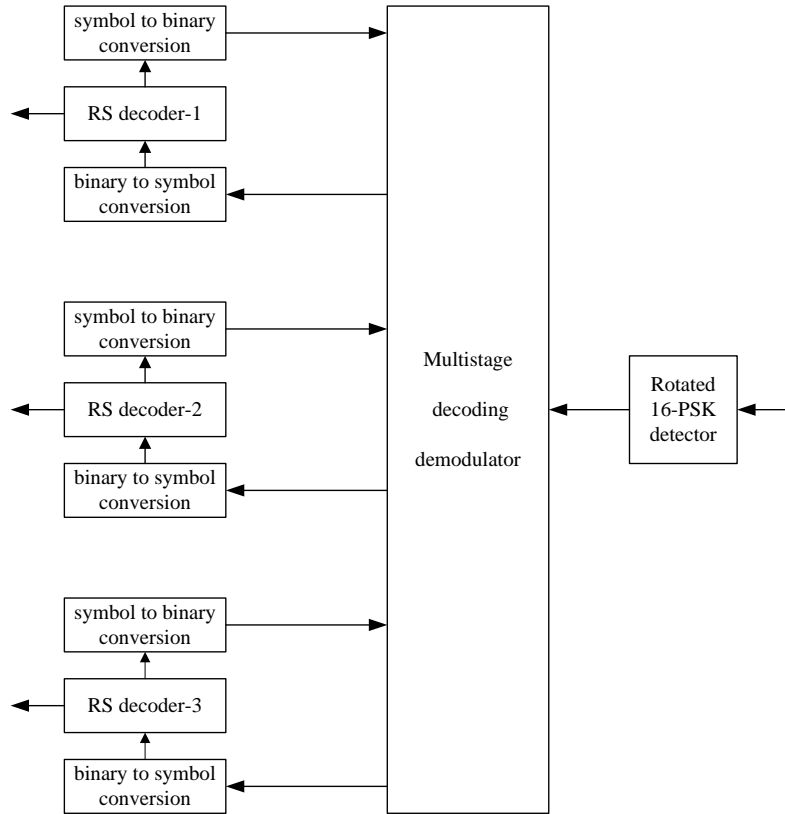 symbol to binary
conversion
RS decoder-1
binary to symbol
conversion
symbol to binary
conversion
RS decoder-2
binary to symbol
conversion
symbol to binary
conversion
RS decoder-3
binary to symbol
conversion
Multistage
decoding
demodulator
Rotated
16-PSK
detector